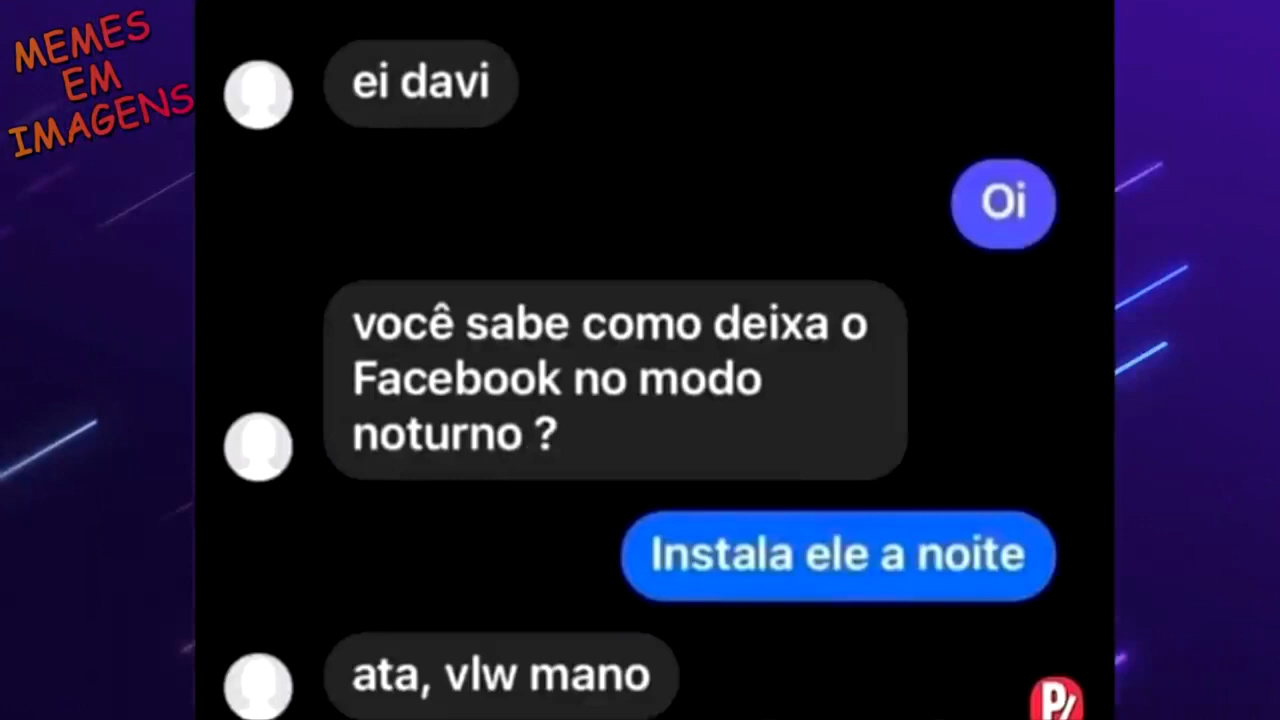 MEMES
EM
IMAGENS
ei davi
Oi
você sabe como deixa o
Facebook no modo
noturno ?
Instala ele a noite
ata, vlw mano
P/